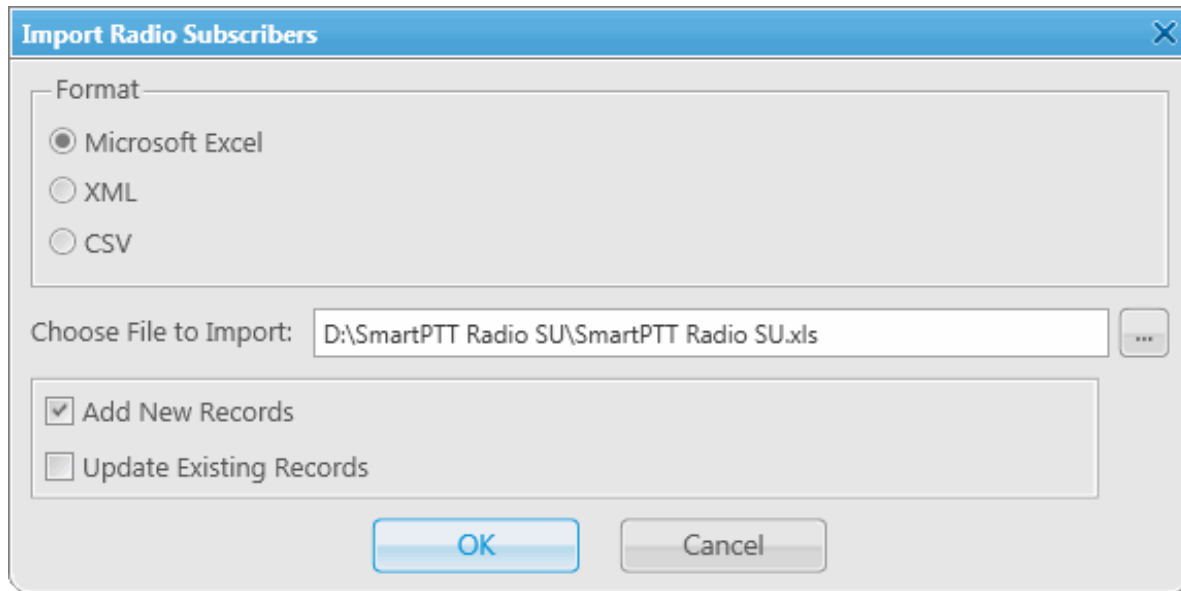 Import Radio Subscribers
Format
Microsoft Excel
XML
CSV
Choose File to Import: D:\SmartPTT Radio SU\SmartPTT Radio SU.xls ...
Add New Records
Update Existing Records
OK Cancel